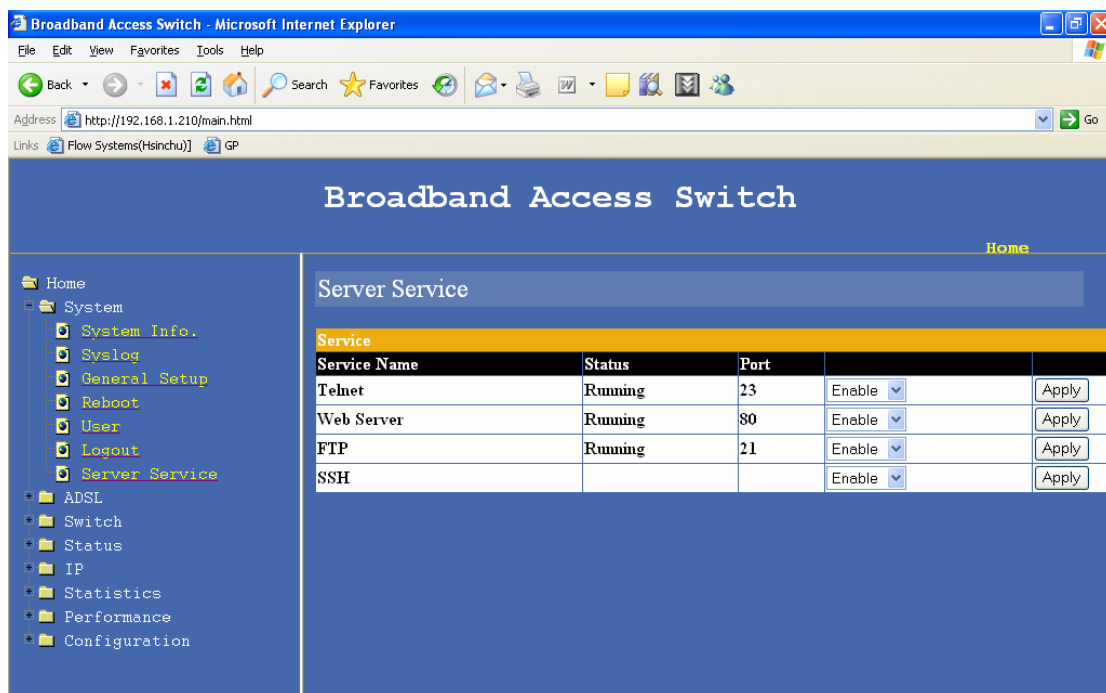 Broadband Access Switch - Microsoft Internet Explorer
File Edit View Favorites Tools Help
Back Search Favorites
Address http://192.168.1.210/main.html Go
Links Flow Systems(Hsinchu)] GP
Broadband Access Switch
Home
Home
System
System Info.
Syslog
General Setup
Reboot
User
Logout
Server Service
ADSL
Switch
Status
IP
Statistics
Performance
Configuration
Server Service
Service
Service Name Status Port
Telnet Running 23 Enable Apply
Web Server Running 80 Enable Apply
FTP Running 21 Enable Apply
SSH Enable Apply